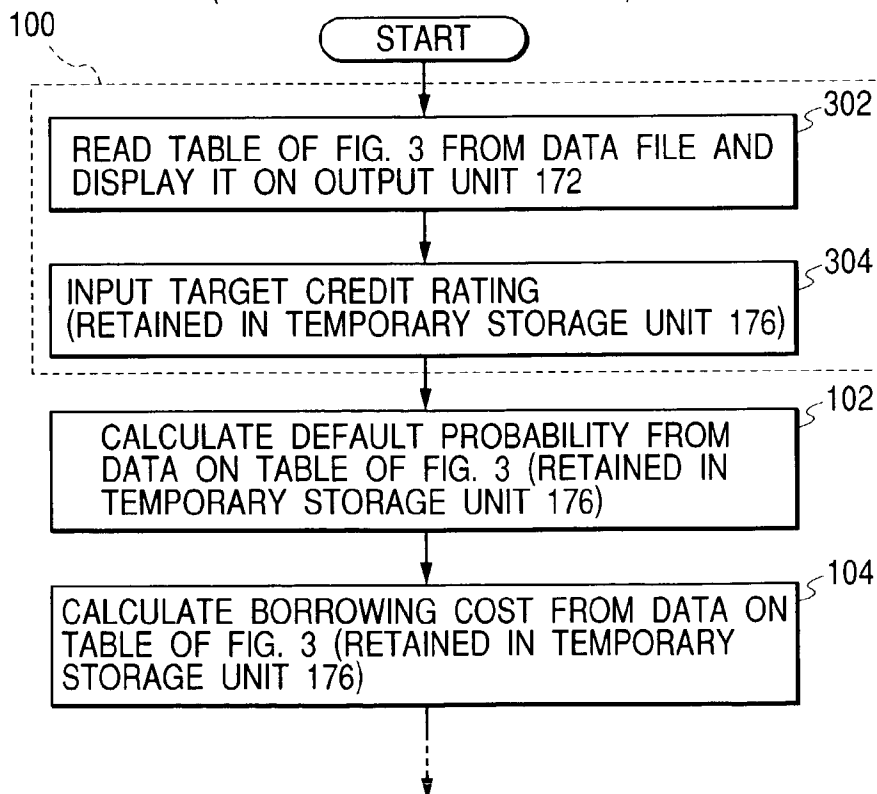 100
START
302
READ TABLE OF FIG. 3 FROM DATA FILE AND
DISPLAY IT ON OUTPUT UNIT 172
304
INPUT TARGET CREDIT RATING
(RETAINED IN TEMPORARY STORAGE UNIT 176)
102
CALCULATE DEFAULT PROBABILITY FROM
DATA ON TABLE OF FIG. 3 (RETAINED IN
TEMPORARY STORAGE UNIT 176)
104
CALCULATE BORROWING COST FROM DATA ON
TABLE OF FIG. 3 (RETAINED IN TEMPORARY
STORAGE UNIT 176)